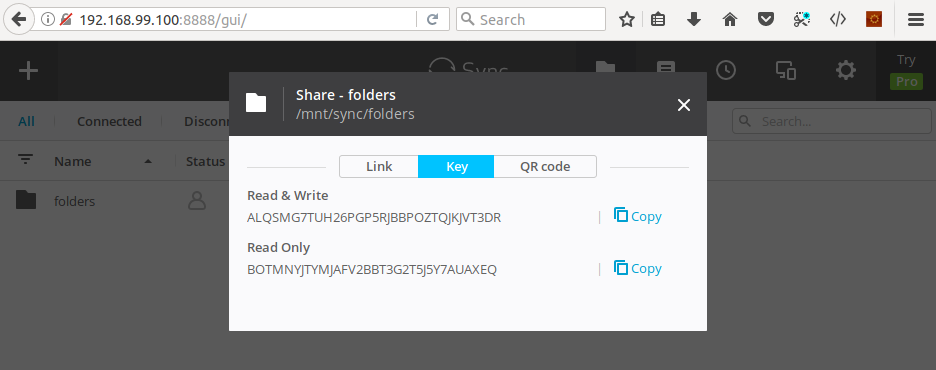 192.168.99.100:8888/gui/
Search
Sync
Try
Pro
All
Connected
Disconn
Search...
Name
Status
folders
Share - folders
/mnt/sync/folders
Link
Key
QR code
Read & Write
ALQSMG7TUH26PGP5RJBBPOZTQJKJVT3DR
Copy
Read Only
BOTMNYJTYMJAFV2BBT3G2T5J5Y7AUAXEQ
Copy